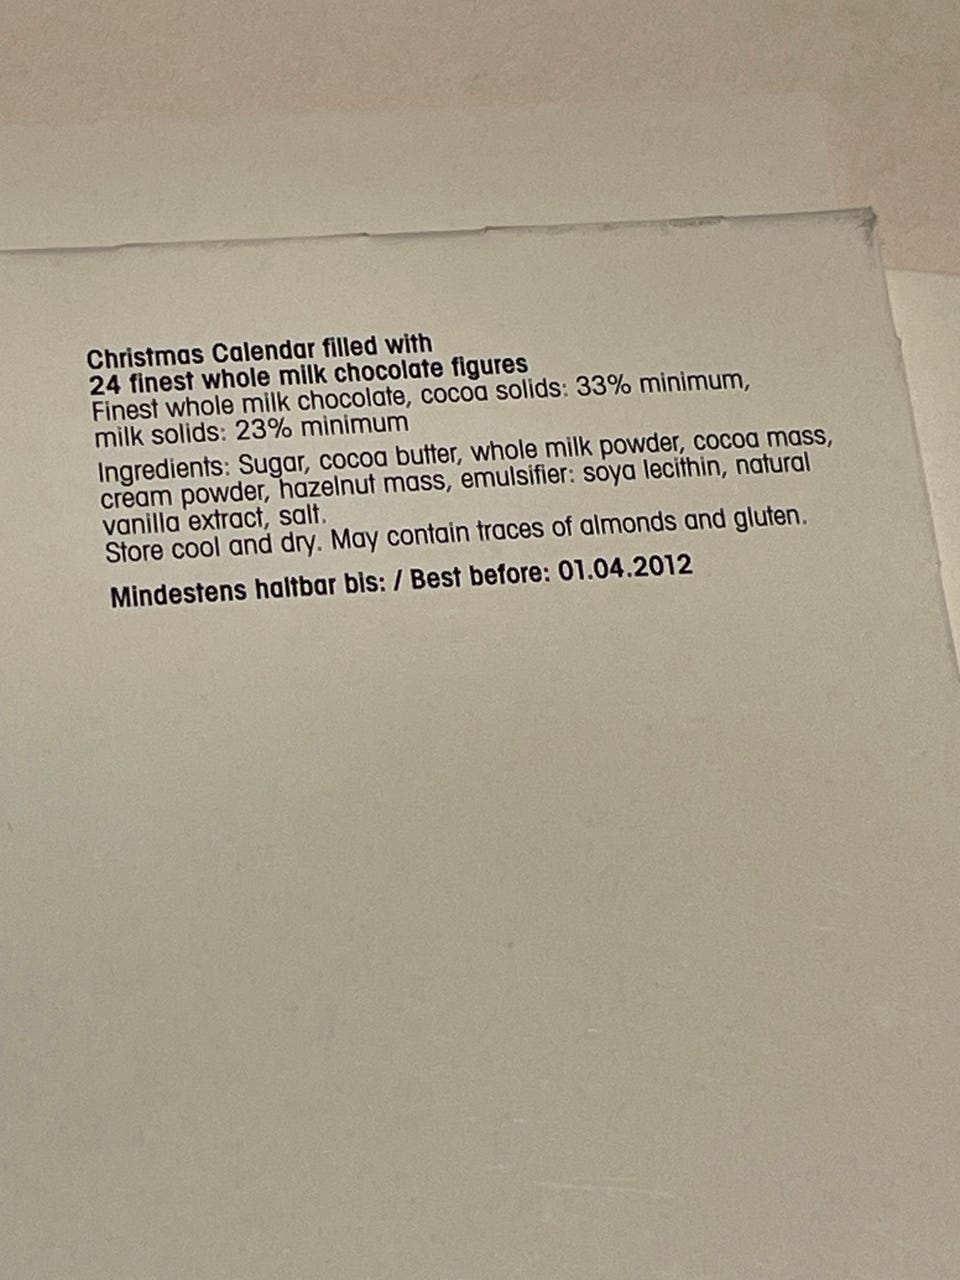 Christmas Calendar filled with
24 finest whole milk chocolate figures
Finest whole milk chocolate, cocoa solids: 33% minimum,
milk solids: 23% minimum
Ingredients: Sugar, cocoa butter, whole milk powder, cocoa mass,
cream powder, hazelnut mass, emulsifier: soya lecithin, natural
vanilla extract, salt.
Store cool and dry. May contain traces of almonds and gluten.
Mindestens haltbar bis: / Best before: 01.04.2012